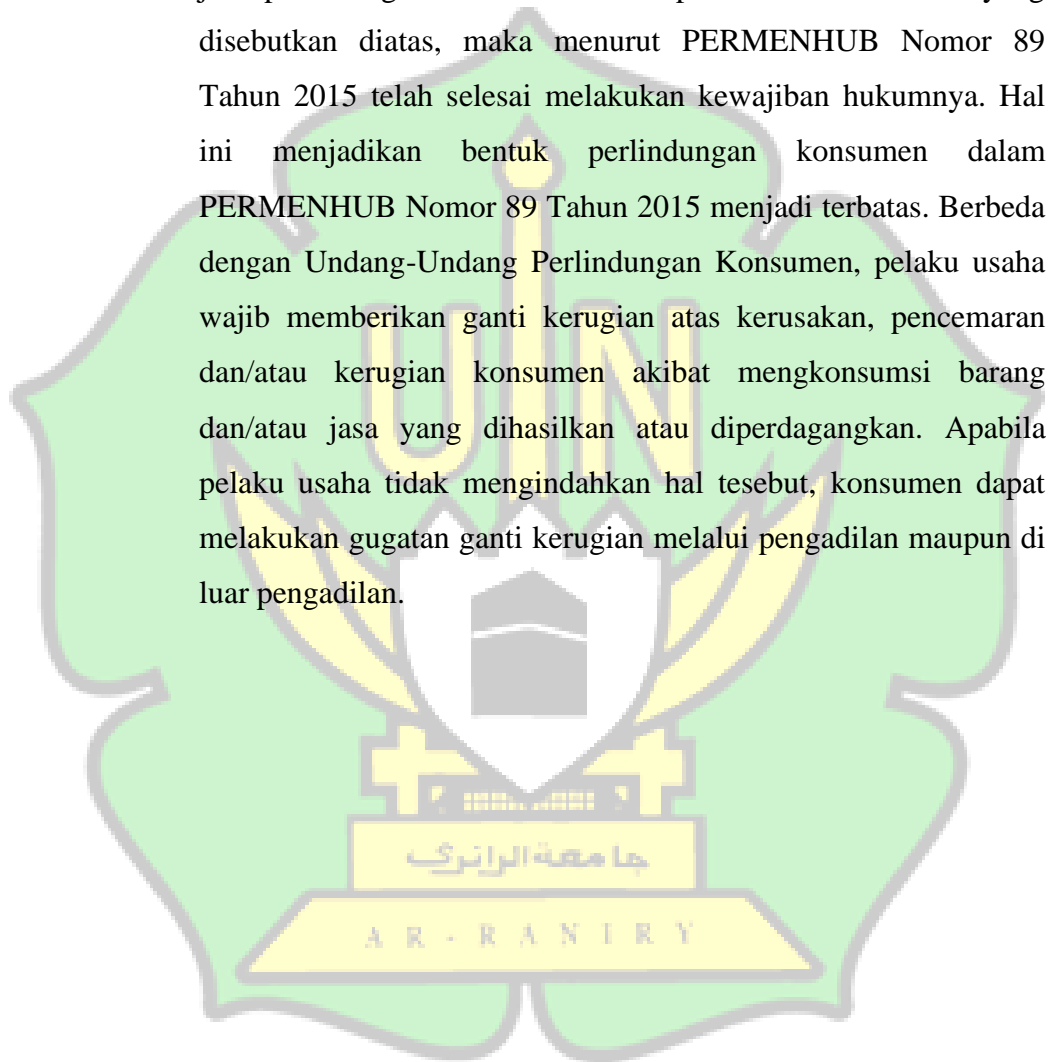 disebutkan diatas, maka menurut PERMENHUB Nomor 89
Tahun 2015 telah selesai melakukan kewajiban hukumnya. Hal
ini menjadikan bentuk perlindungan konsumen dalam
PERMENHUB Nomor 89 Tahun 2015 menjadi terbatas. Berbeda
dengan Undang-Undang Perlindungan Konsumen, pelaku usaha
wajib memberikan ganti kerugian atas kerusakan, pencemaran
dan/atau kerugian konsumen akibat mengkonsumsi barang
dan/atau jasa yang dihasilkan atau diperdagangkan. Apabila
pelaku usaha tidak mengindahkan hal tesebut, konsumen dapat
melakukan gugatan ganti kerugian melalui pengadilan maupun di
luar pengadilan.
UIN
جامعة الرانري
AR-RANIRY